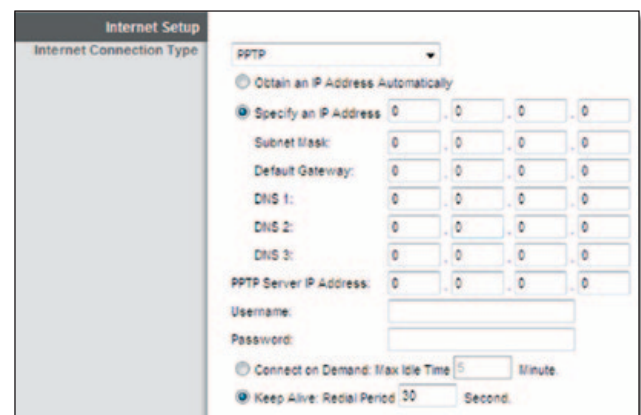 Internet Setup
Internet Connection Type
PPTP
Obtain an IP Address Automatically
Specify an IP Address 0 . 0 . 0 . 0
Subnet Mask: 0 . 0 . 0 . 0
Default Gateway: 0 . 0 . 0 . 0
DNS 1: 0 . 0 . 0 . 0
DNS 2: 0 . 0 . 0 . 0
DNS 3: 0 . 0 . 0 . 0
PPTP Server IP Address: 0 . 0 . 0 . 0
Username:
Password:
Connect on Demand: Max Idle Time 5 Minute.
Keep Alive: Redial Period 30 Second.